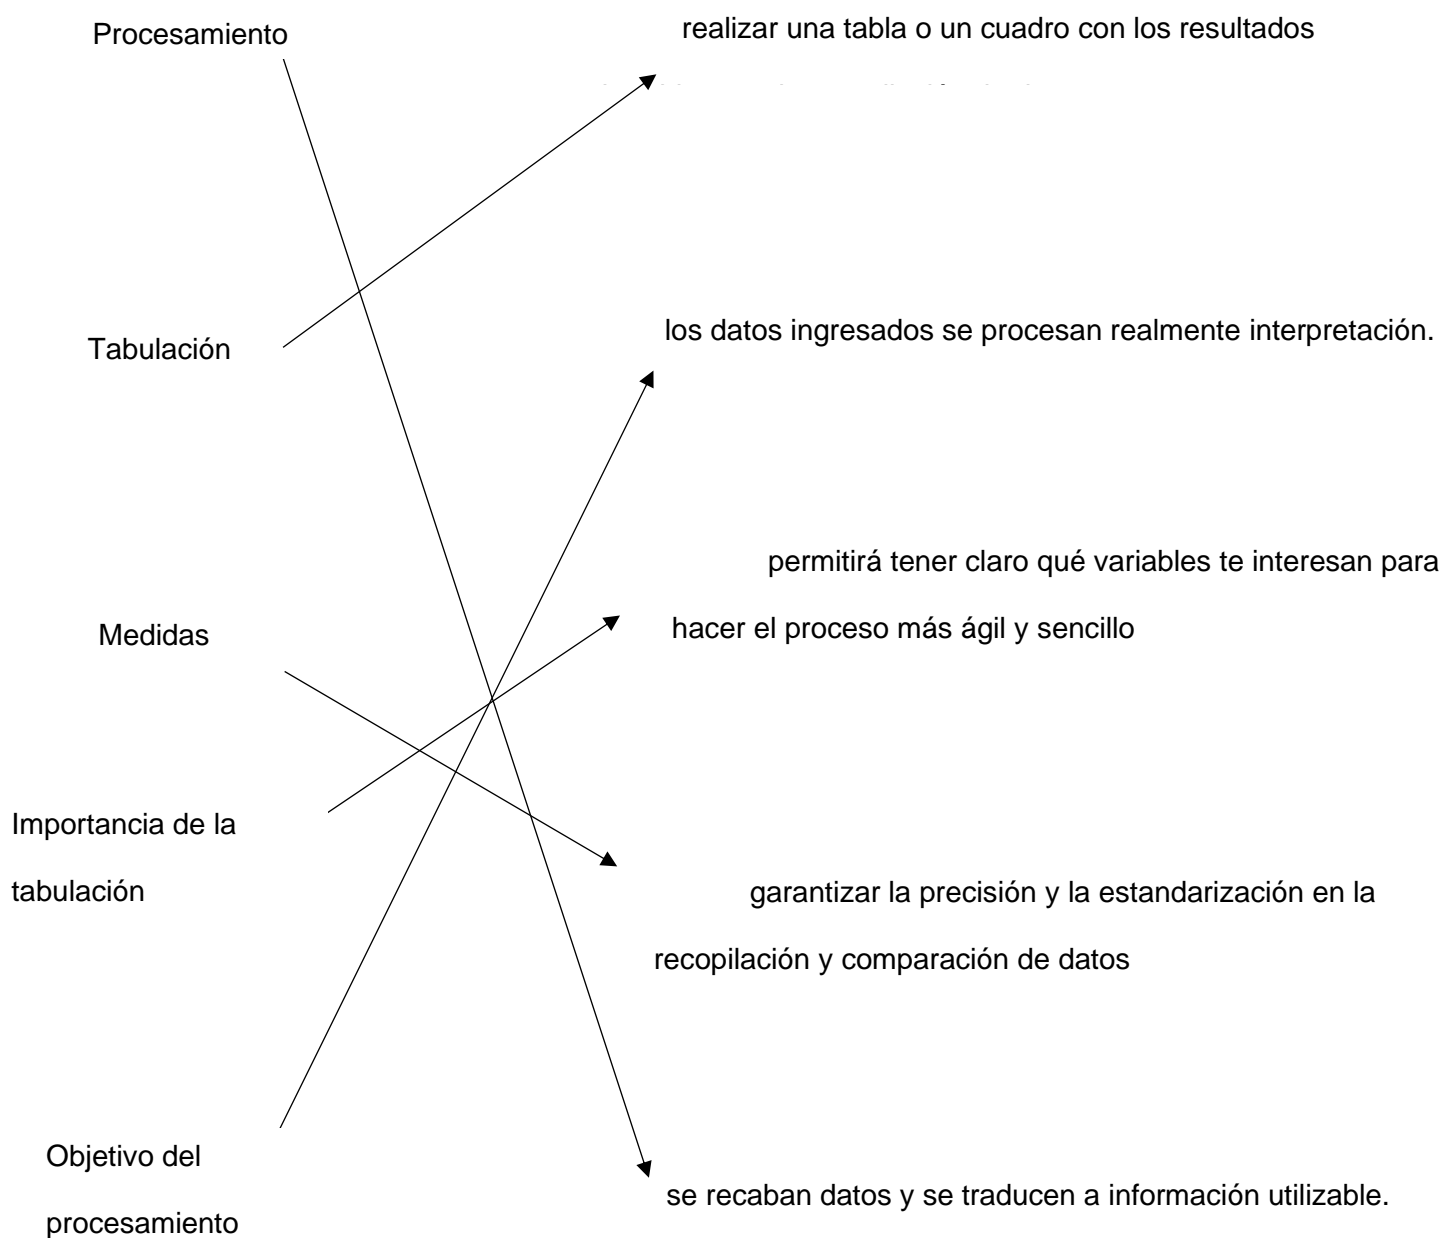 Procesamiento
realizar una tabla o un cuadro con los resultados
Tabulación
los datos ingresados se procesan realmente interpretación.
Medidas
permitirá tener claro qué variables te interesan para
hacer el proceso más ágil y sencillo
Importancia de la
tabulación
garantizar la precisión y la estandarización en la
recopilación y comparación de datos
Objetivo del
procesamiento
se recaban datos y se traducen a información utilizable.